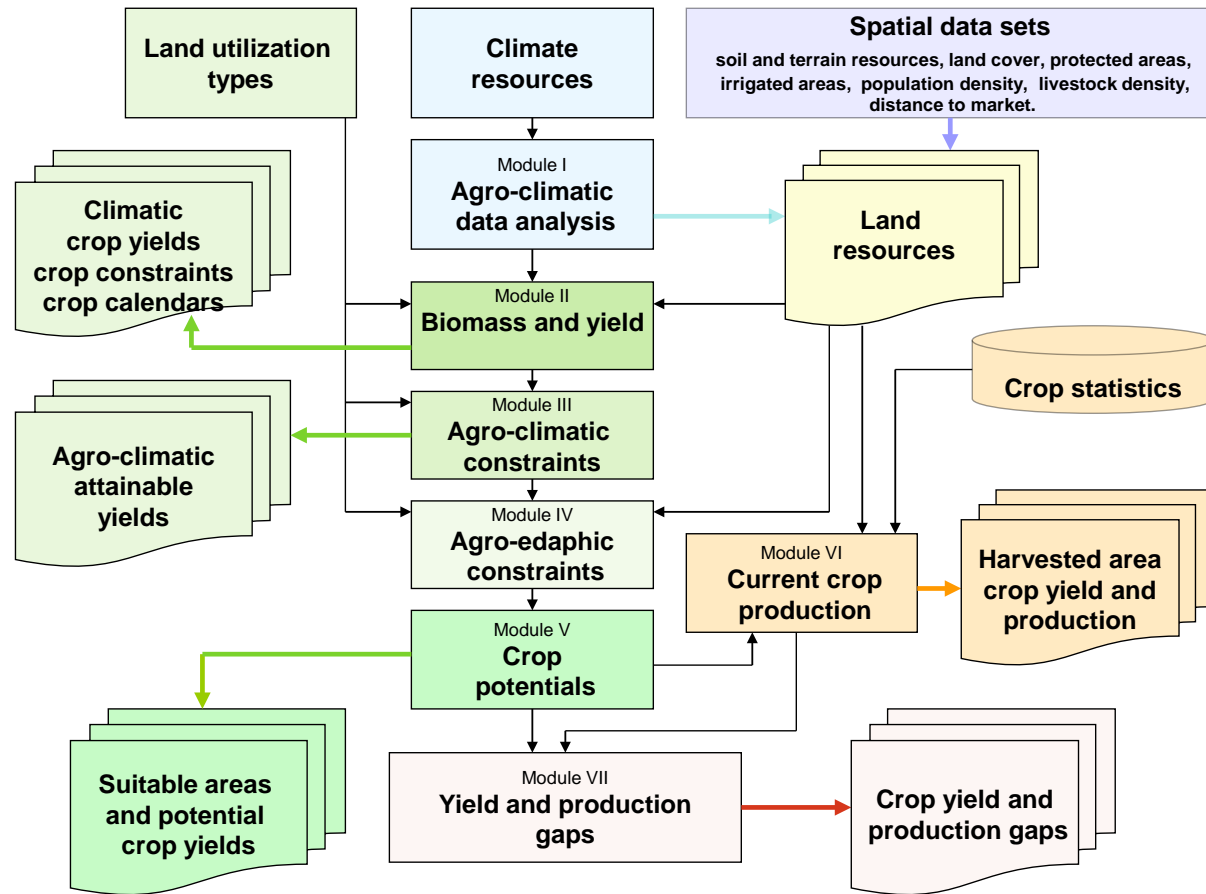 Land utilization
types
Climate
resources
Spatial data sets
soil and terrain resources, land cover, protected areas,
irrigated areas, population density, livestock density,
distance to market.
Module I
Agro-climatic
data analysis
Climatic
crop yields
crop constraints
crop calendars
Land
resources
Module II
Biomass and yield
Crop statistics
Module III
Agro-climatic
constraints
Agro-climatic
attainable
yields
Module IV
Agro-edaphic
constraints
Module VI
Current crop
production
Harvested area
crop yield and
production
Module V
Crop
potentials
Suitable areas
and potential
crop yields
Module VII
Yield and production
gaps
Crop yield and
production gaps